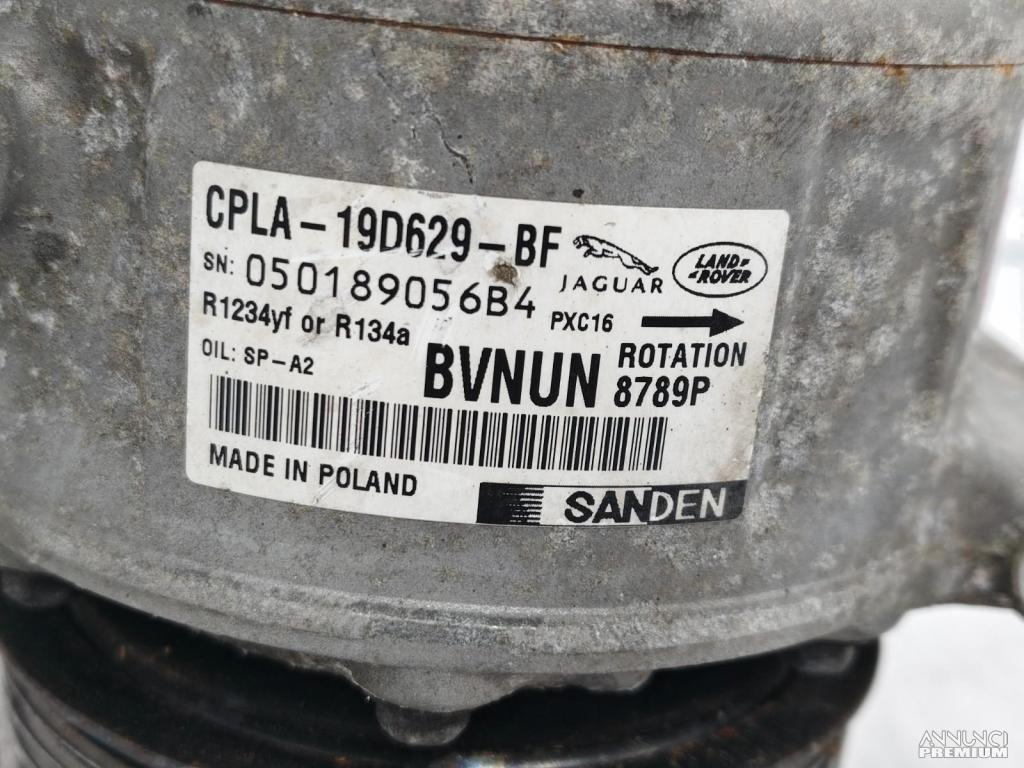 CPLA-19D629-BF
JAGUAR
LAND ROVER
SN: 050189056B4
R1234yf or R134a
PXC16
ROTATION
OIL: SP-A2
BVNUN
8789P
MADE IN POLAND
SANDEN
ANNUNCI
PREMIUM